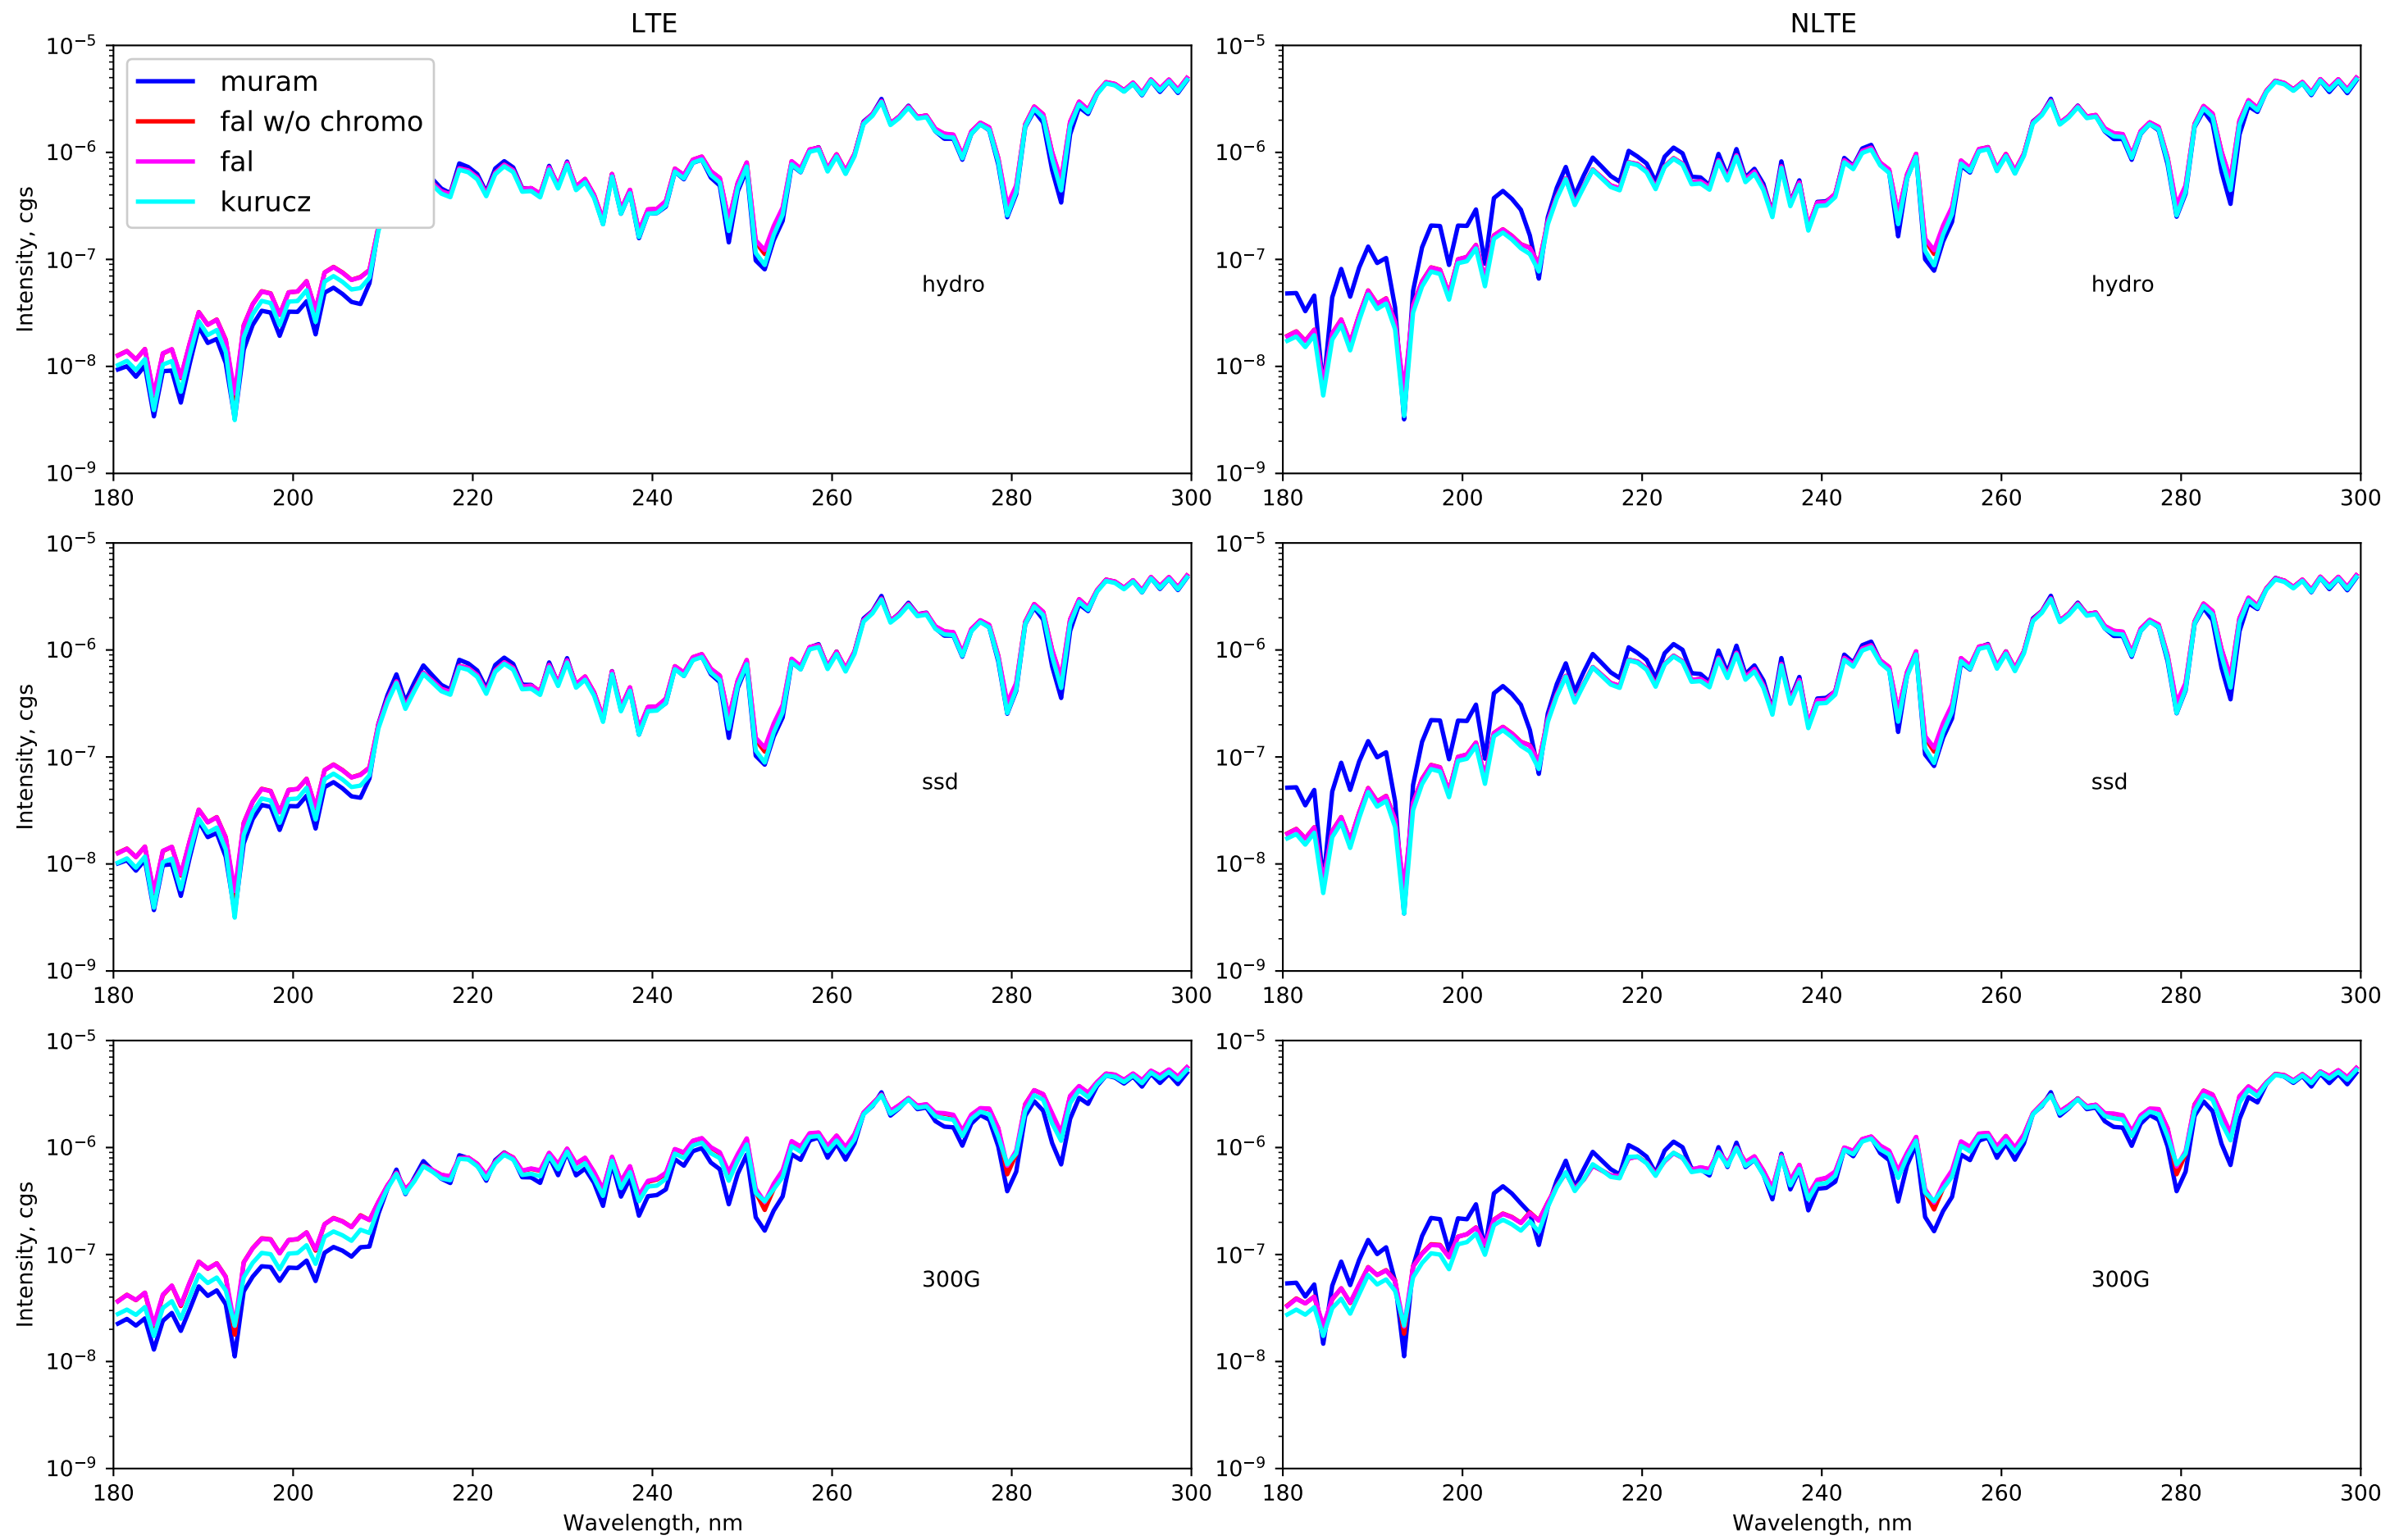 LTE
NLTE
10⁻⁵
10⁻⁶
10⁻⁷
10⁻⁸
10⁻⁹
Intensity, cgs
muram
fal w/o chromo
fal
kurucz
hydro
180 200 220 240 260 280 300
10⁻⁵
10⁻⁶
10⁻⁷
10⁻⁸
10⁻⁹
hydro
180 200 220 240 260 280 300
10⁻⁵
10⁻⁶
10⁻⁷
10⁻⁸
10⁻⁹
Intensity, cgs
ssd
180 200 220 240 260 280 300
10⁻⁵
10⁻⁶
10⁻⁷
10⁻⁸
10⁻⁹
ssd
180 200 220 240 260 280 300
10⁻⁵
10⁻⁶
10⁻⁷
10⁻⁸
10⁻⁹
Intensity, cgs
300G
180 200 220 240 260 280 300
Wavelength, nm
10⁻⁵
10⁻⁶
10⁻⁷
10⁻⁸
10⁻⁹
300G
180 200 220 240 260 280 300
Wavelength, nm